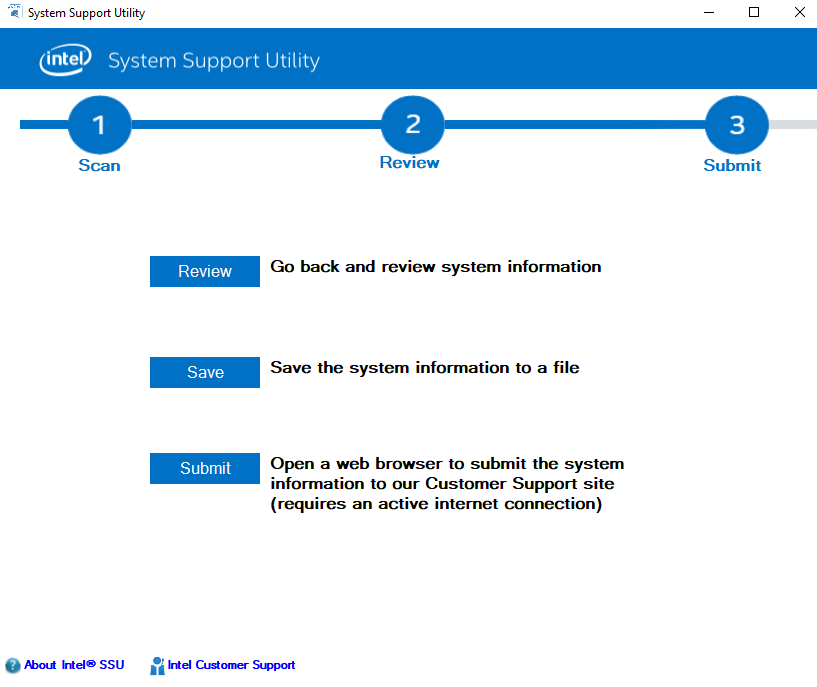 System Support Utility
intel System Support Utility
1 2 3
Scan Review Submit
Review Go back and review system information
Save Save the system information to a file
Submit Open a web browser to submit the system
information to our Customer Support site
(requires an active internet connection)
? About Intel® SSU Intel Customer Support